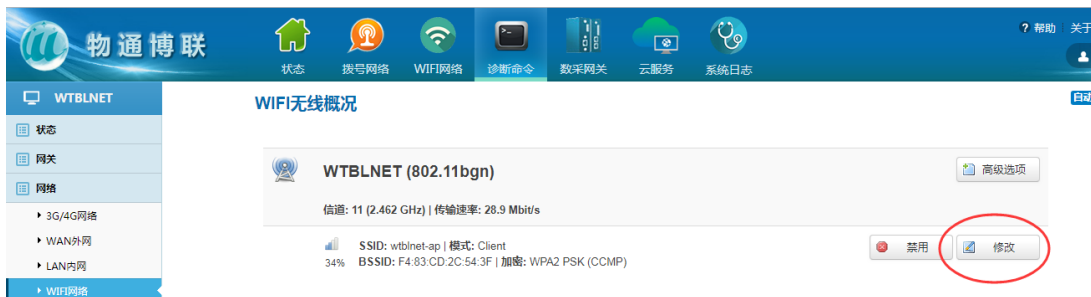 物通博联
状态 拨号网络 WIFI网络 诊断命令 数采网关 云服务 系统日志
? 帮助 关于
WTBLNET
状态
网关
网络
3G/4G网络
WAN外网
LAN内网
WIFI网络
WIFI无线概况
自动
WTBLNET (802.11bgn)
高级选项
信道: 11 (2.462 GHz) | 传输速率: 28.9 Mbit/s
SSID: wtblnet-ap | 模式: Client
34% BSSID: F4:83:CD:2C:54:3F | 加密: WPA2 PSK (CCMP)
禁用 修改